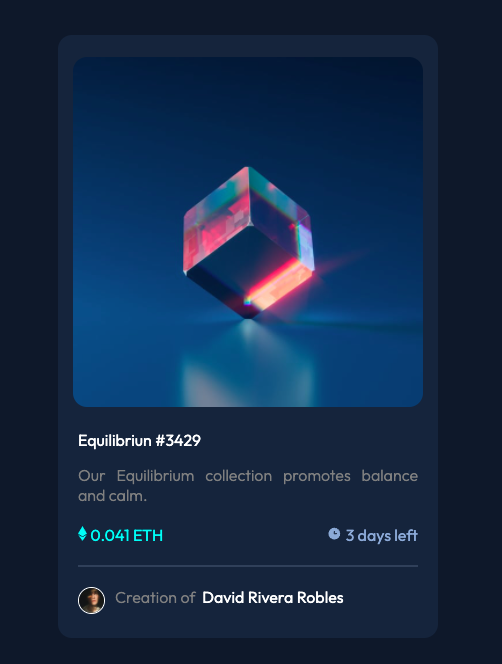 Equilibriun #3429
Our Equilibrium collection promotes balance
and calm.
0.041 ETH
3 days left
Creation of David Rivera Robles